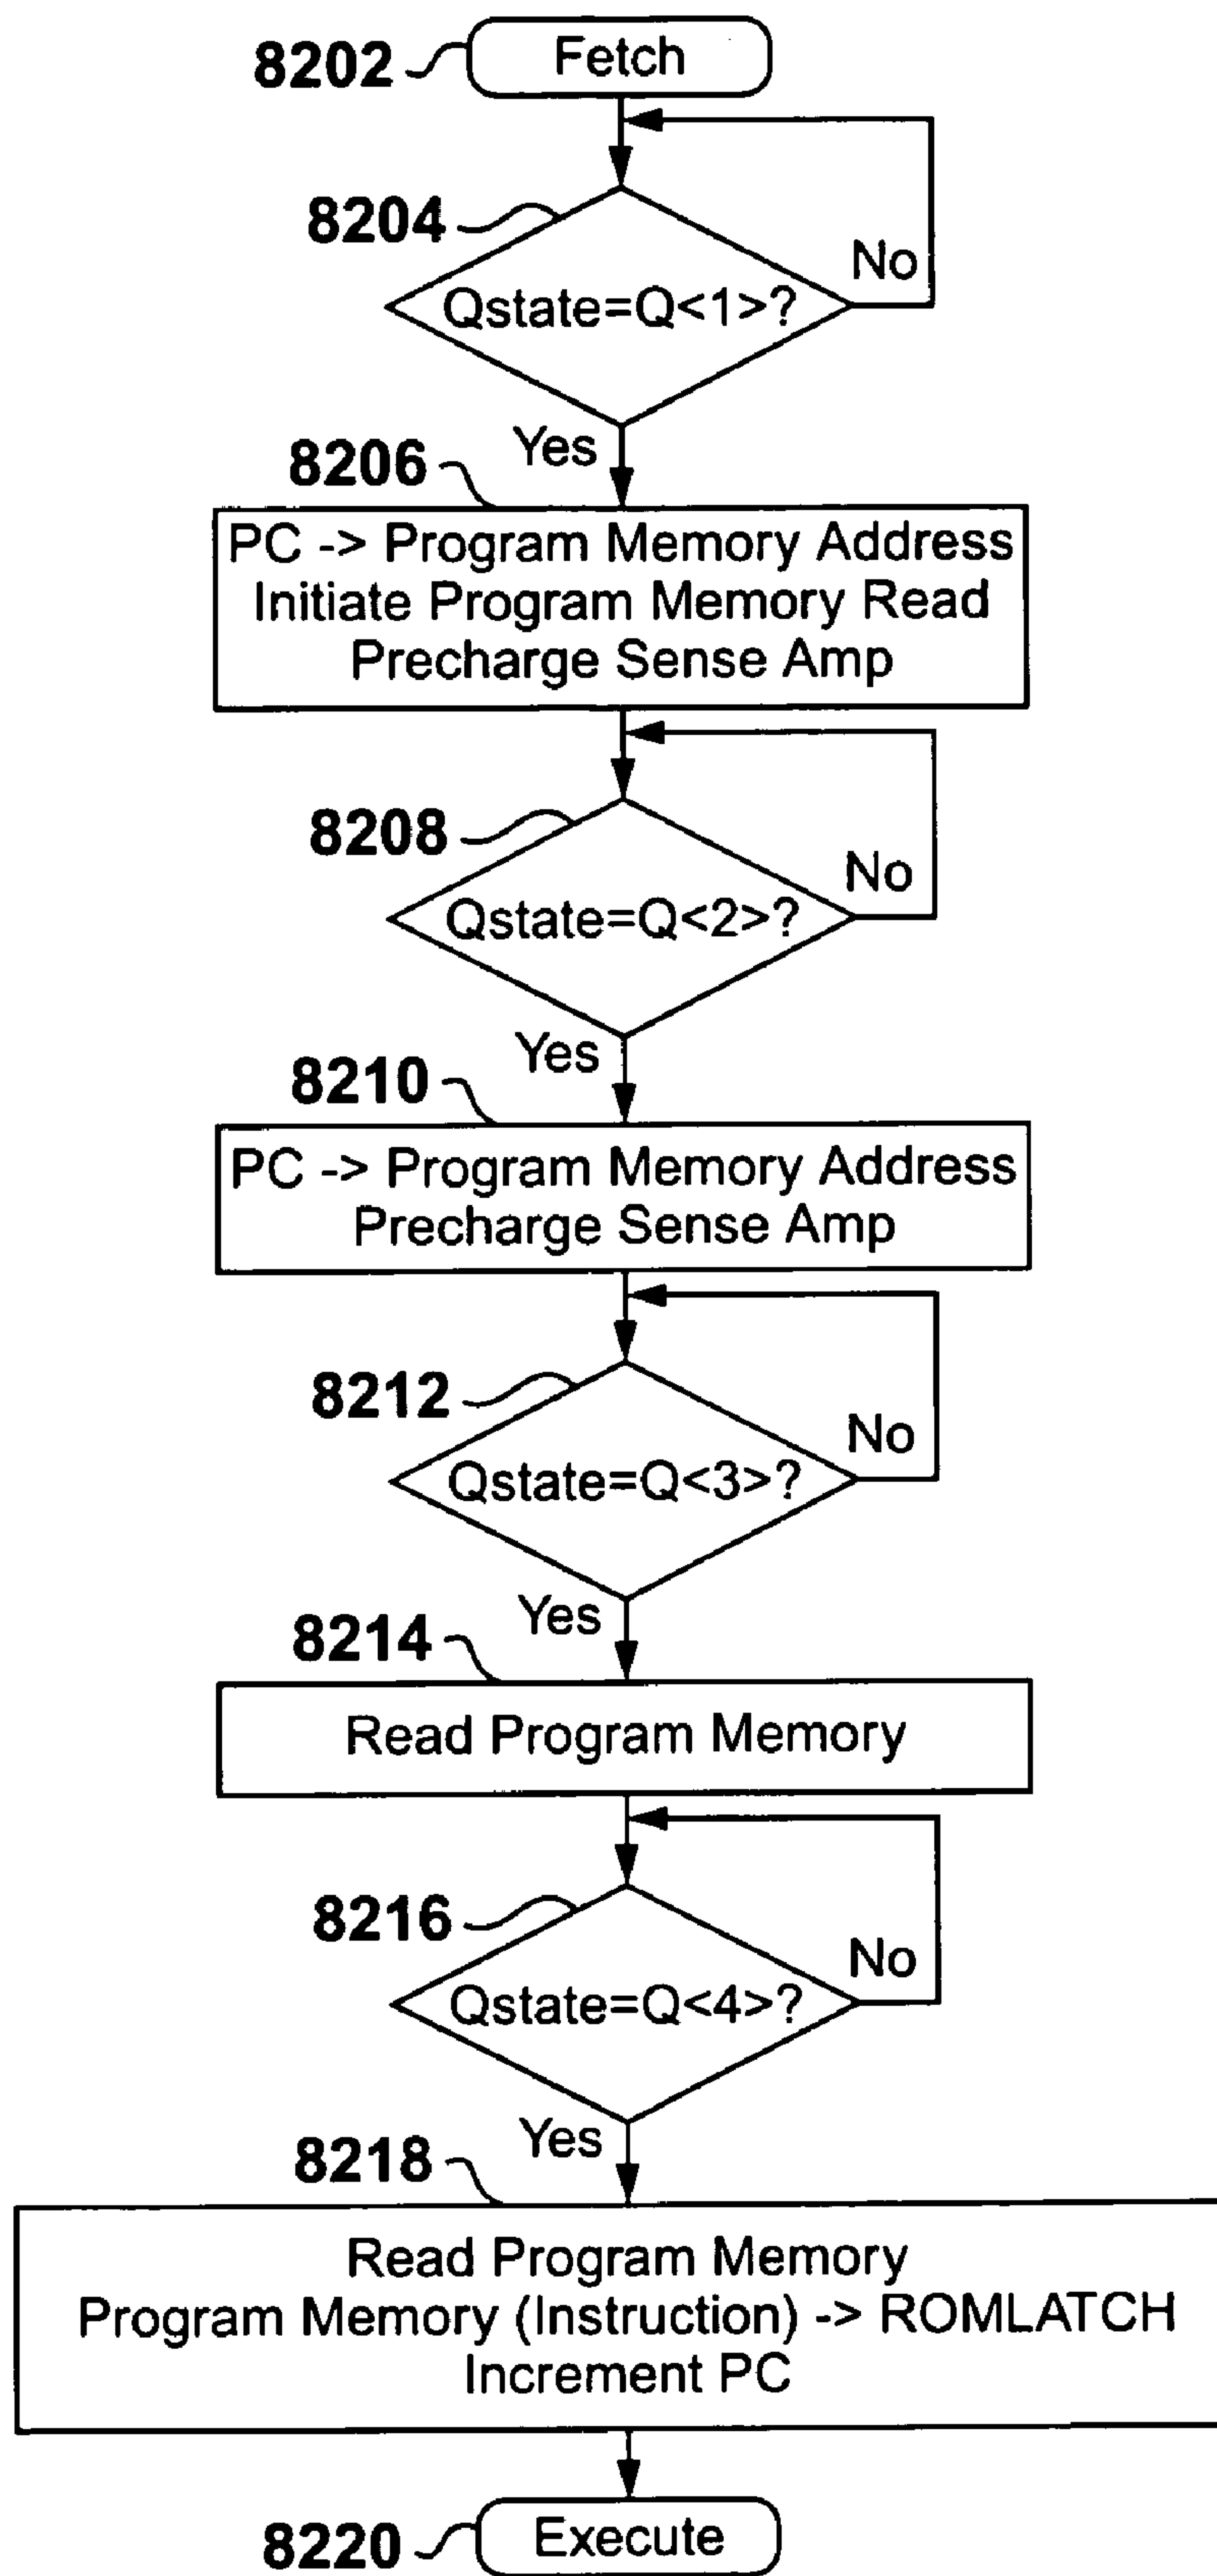 8202
Fetch
8204
Qstate=Q<1>?
No
Yes
8206
PC -> Program Memory Address
Initiate Program Memory Read
Precharge Sense Amp
8208
Qstate=Q<2>?
No
Yes
8210
PC -> Program Memory Address
Precharge Sense Amp
8212
Qstate=Q<3>?
No
Yes
8214
Read Program Memory
8216
Qstate=Q<4>?
No
Yes
8218
Read Program Memory
Program Memory (Instruction) -> ROMLATCH
Increment PC
8220
Execute